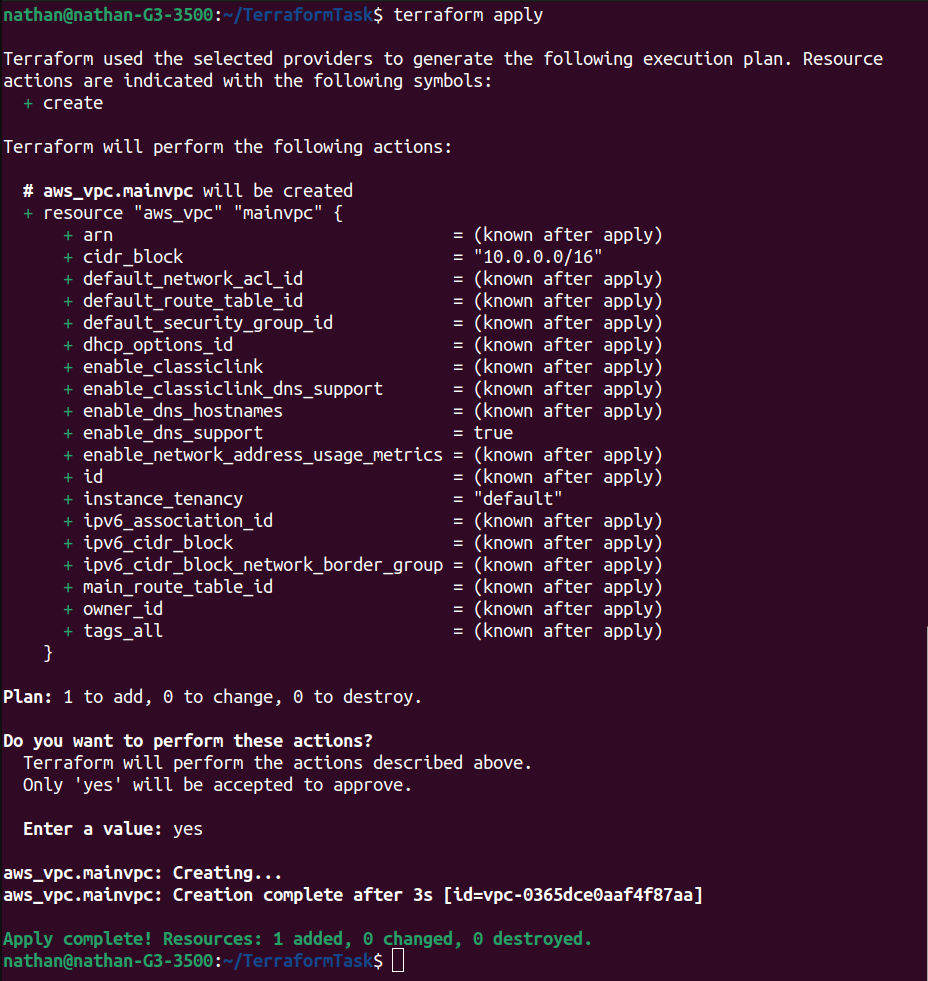 nathan@nathan-G3-3500:~/TerraformTask$ terraform apply
Terraform used the selected providers to generate the following execution plan. Resource
actions are indicated with the following symbols:
+ create
Terraform will perform the following actions:
# aws_vpc.mainvpc will be created
+ resource "aws_vpc" "mainvpc" {
+ arn                                  = (known after apply)
+ cidr_block                           = "10.0.0.0/16"
+ default_network_acl_id               = (known after apply)
+ default_route_table_id               = (known after apply)
+ default_security_group_id            = (known after apply)
+ dhcp_options_id                      = (known after apply)
+ enable_classiclink                   = (known after apply)
+ enable_classiclink_dns_support       = (known after apply)
+ enable_dns_hostnames                 = (known after apply)
+ enable_dns_support                   = true
+ enable_network_address_usage_metrics = (known after apply)
+ id                                   = (known after apply)
+ instance_tenancy                     = "default"
+ ipv6_association_id                  = (known after apply)
+ ipv6_cidr_block                      = (known after apply)
+ ipv6_cidr_block_network_border_group = (known after apply)
+ main_route_table_id                  = (known after apply)
+ owner_id                             = (known after apply)
+ tags_all                             = (known after apply)
}
Plan: 1 to add, 0 to change, 0 to destroy.
Do you want to perform these actions?
Terraform will perform the actions described above.
Only 'yes' will be accepted to approve.
Enter a value: yes
aws_vpc.mainvpc: Creating...
aws_vpc.mainvpc: Creation complete after 3s [id=vpc-0365dce0aaf4f87aa]
Apply complete! Resources: 1 added, 0 changed, 0 destroyed.
nathan@nathan-G3-3500:~/TerraformTask$